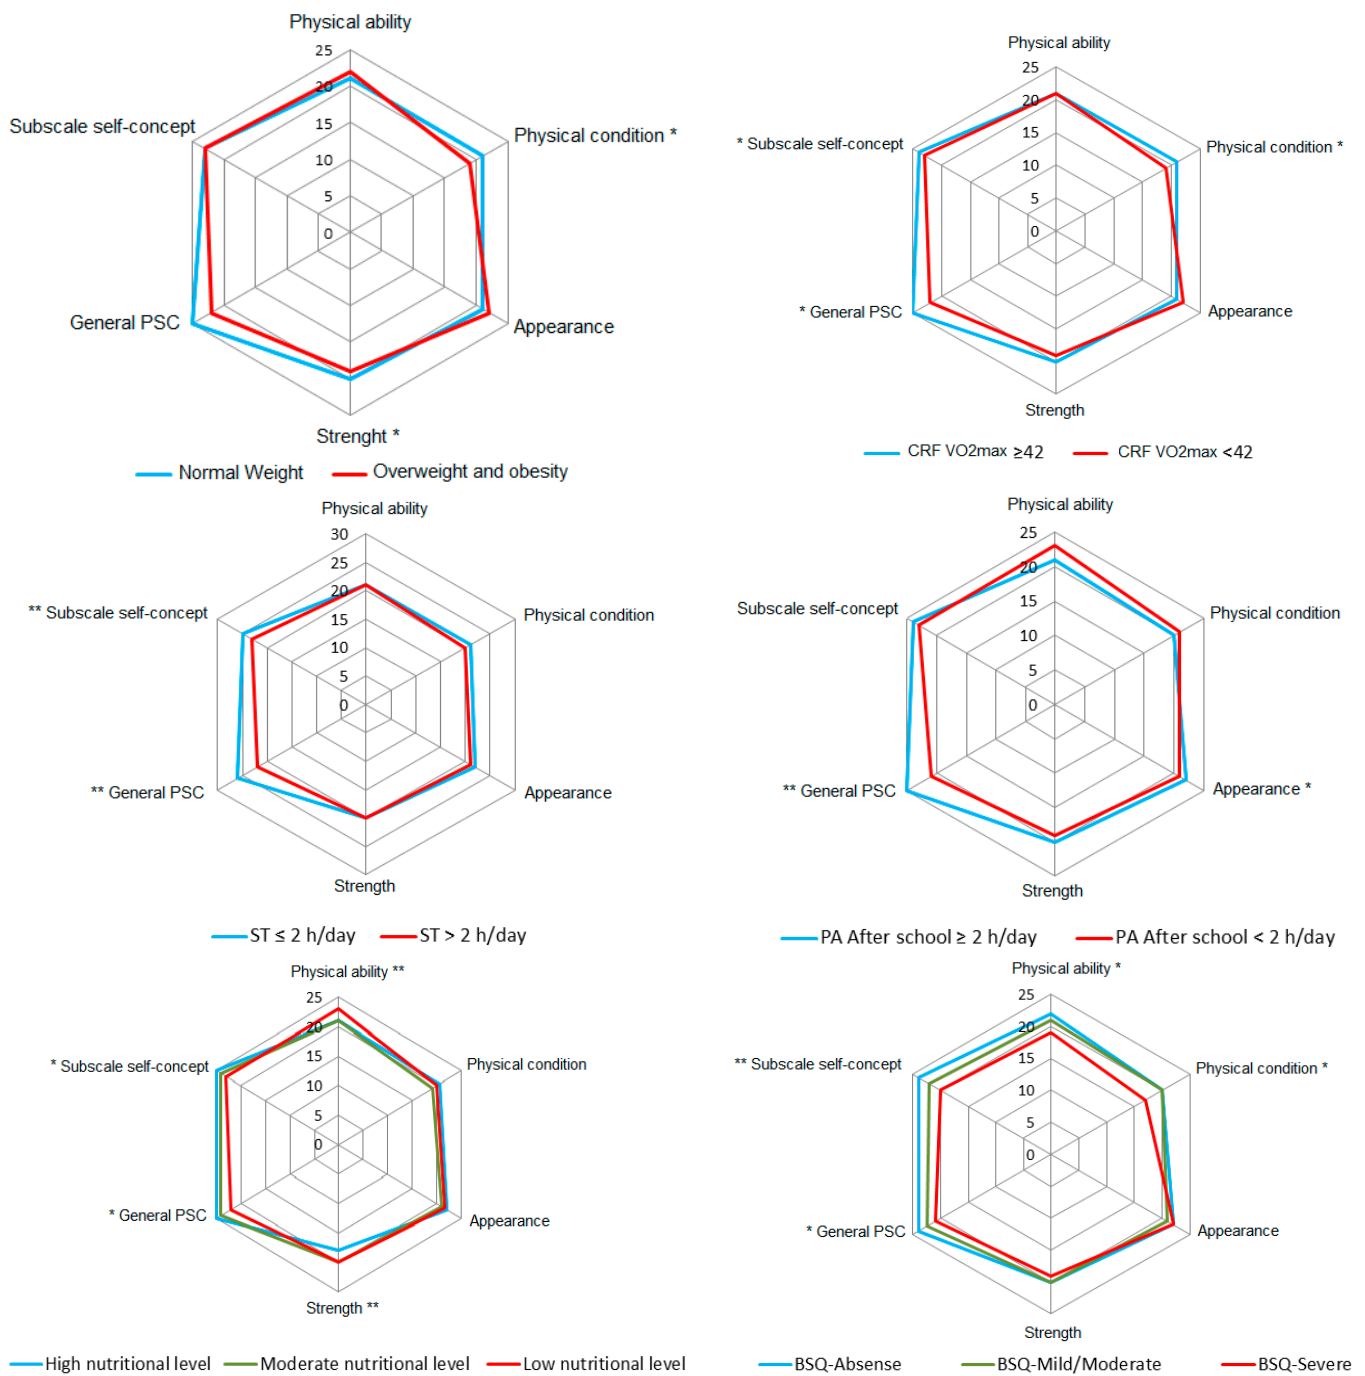 Physical ability
25
20
15
10
5
0
Subscale self-concept
Physical condition *
General PSC
Appearance
Strenght *
Normal Weight
Overweight and obesity
Physical ability
25
20
15
10
5
0
* Subscale self-concept
Physical condition *
* General PSC
Appearance
Strength
CRF VO2max ≥42
CRF VO2max <42
Physical ability
30
25
20
15
10
5
0
** Subscale self-concept
Physical condition
** General PSC
Appearance
Strength
ST ≤ 2 h/day
ST > 2 h/day
Physical ability
25
20
15
10
5
0
Subscale self-concept
Physical condition
** General PSC
Appearance *
Strength
PA After school ≥ 2 h/day
PA After school < 2 h/day
Physical ability **
25
20
15
10
5
0
* Subscale self-concept
Physical condition
* General PSC
Appearance
Strength **
High nutritional level
Moderate nutritional level
Low nutritional level
Physical ability *
25
20
15
10
5
0
** Subscale self-concept
Physical condition *
* General PSC
Appearance
Strength
BSQ-Absense
BSQ-Mild/Moderate
BSQ-Severe